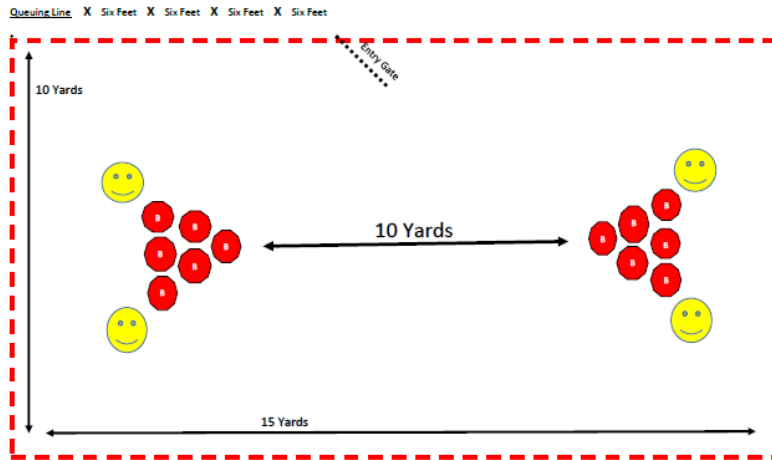 Queuing Line X Six Feet X Six Feet X Six Feet X Six Feet
Entry Gate
10 Yards
B B
B B
B B
10 Yards
B B
B B
B B
15 Yards